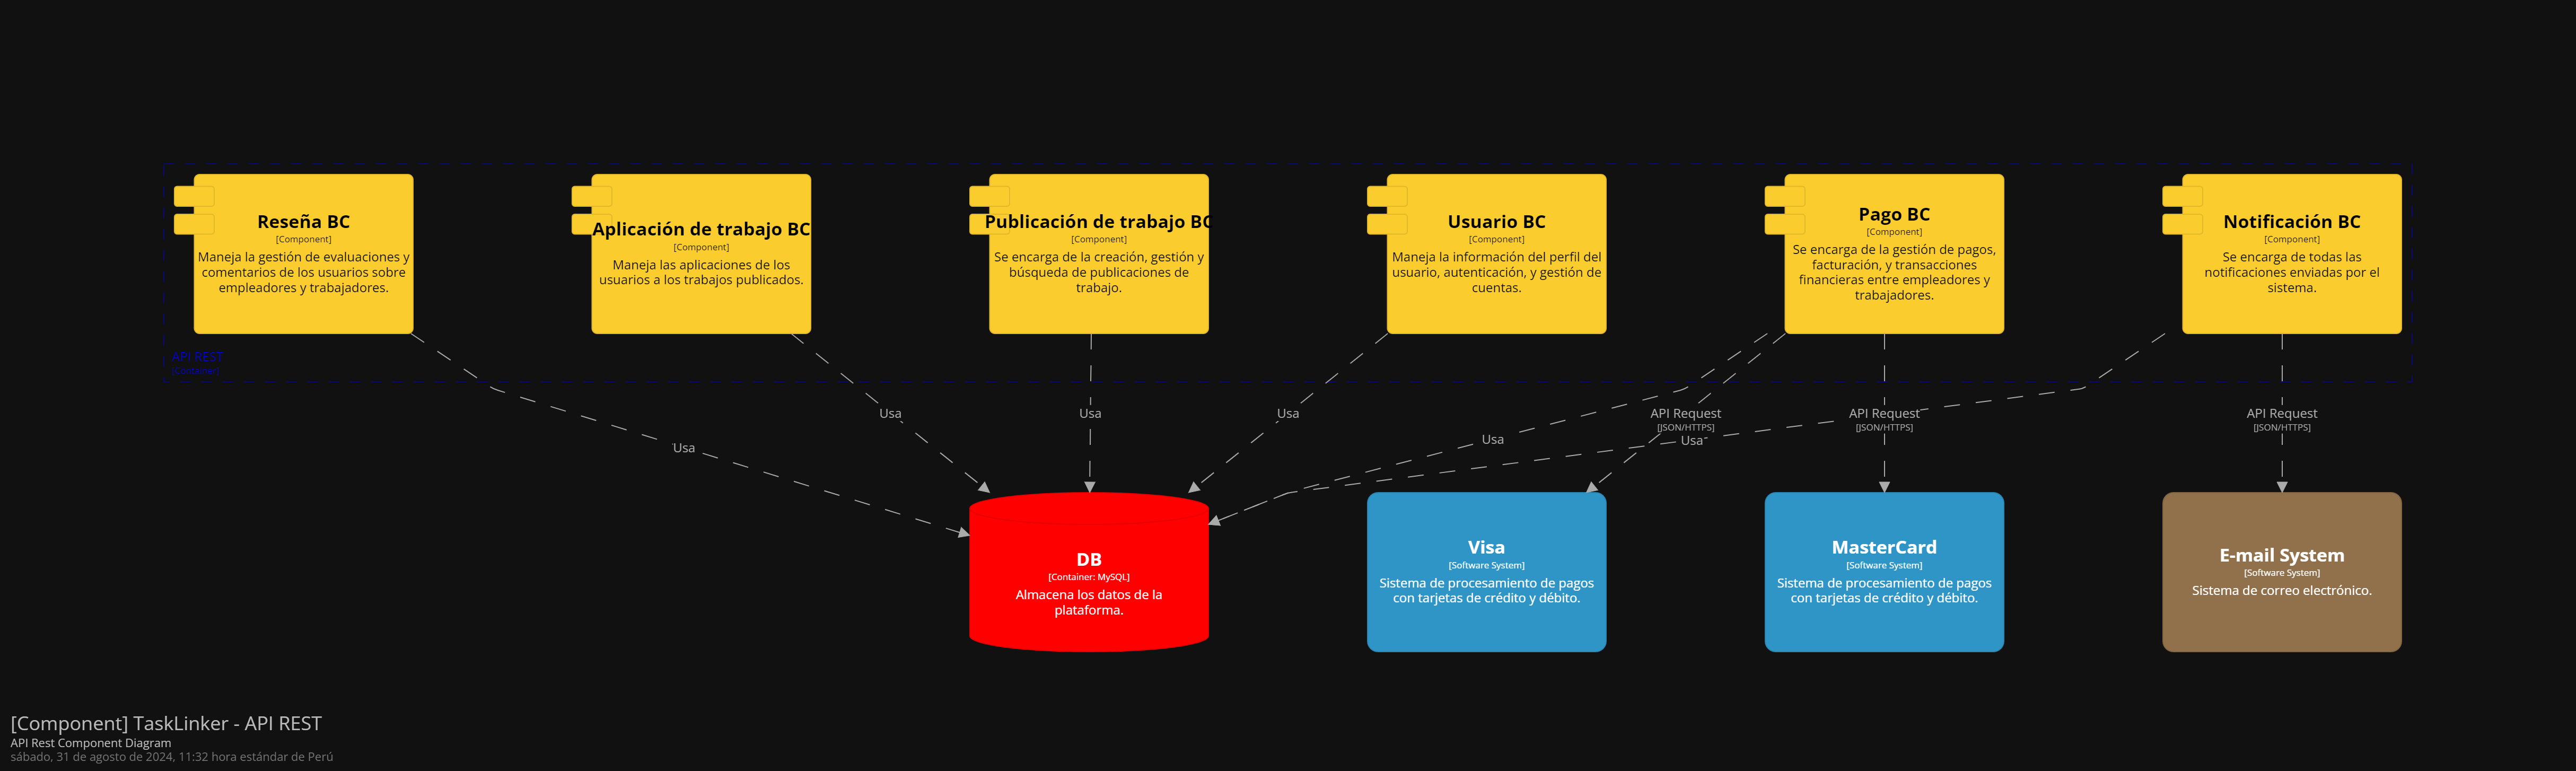 Reseña BC
[Component]
Maneja la gestión de evaluaciones y
comentarios de los usuarios sobre
empleadores y trabajadores.
Aplicación de trabajo BC
[Component]
Maneja las aplicaciones de los
usuarios a los trabajos publicados.
Publicación de trabajo BC
[Component]
Se encarga de la creación, gestión y
búsqueda de publicaciones de
trabajo.
Usuario BC
[Component]
Maneja la información del perfil del
usuario, autenticación, y gestión de
cuentas.
Pago BC
[Component]
Se encarga de la gestión de pagos,
facturación, y transacciones
financieras entre empleadores y
trabajadores.
Notificación BC
[Component]
Se encarga de todas las
notificaciones enviadas por el
sistema.
API REST
[Container]
Usa
Usa
Usa
Usa
Usa
API Request
[JSON/HTTPS]
Usa
API Request
[JSON/HTTPS]
API Request
[JSON/HTTPS]
DB
[Container: MySQL]
Almacena los datos de la
plataforma.
Visa
[Software System]
Sistema de procesamiento de pagos
con tarjetas de crédito y débito.
MasterCard
[Software System]
Sistema de procesamiento de pagos
con tarjetas de crédito y débito.
E-mail System
[Software System]
Sistema de correo electrónico.
[Component] TaskLinker - API REST
API Rest Component Diagram
sábado, 31 de agosto de 2024, 11:32 hora estándar de Perú